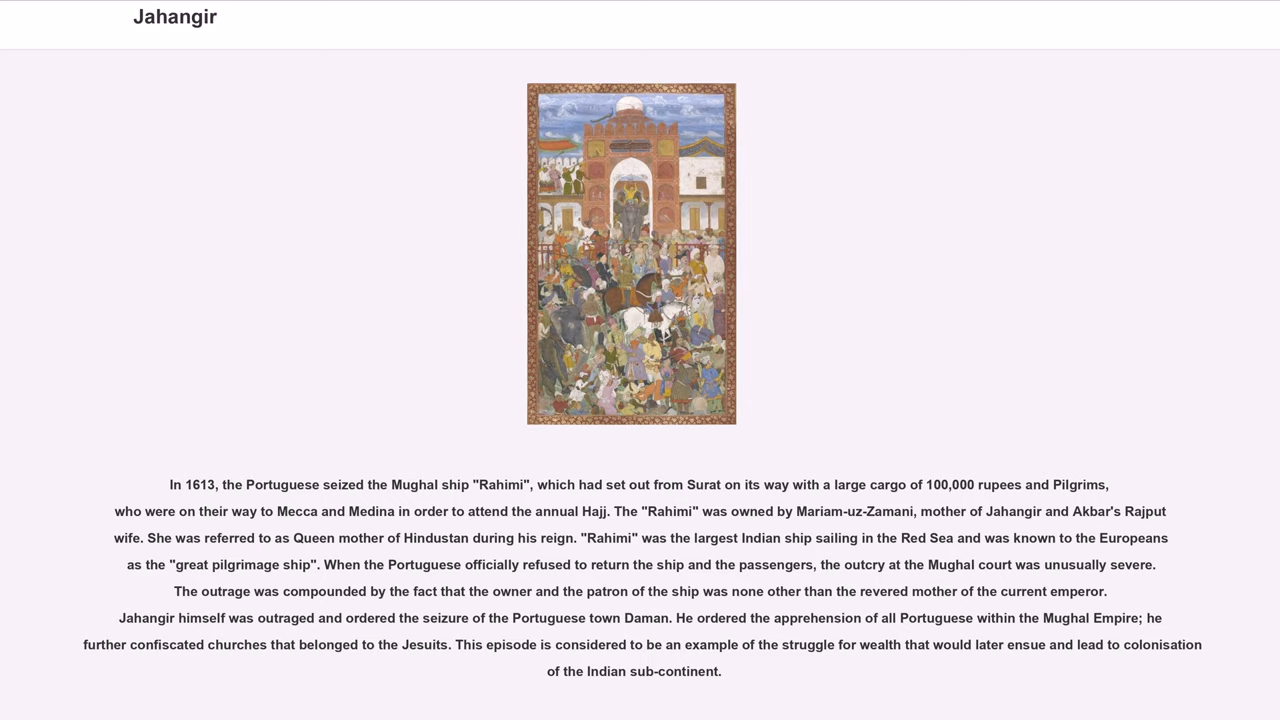 Jahangir
In 1613, the Portuguese seized the Mughal ship "Rahimi", which had set out from Surat on its way with a large cargo of 100,000 rupees and Pilgrims,
who were on their way to Mecca and Medina in order to attend the annual Hajj. The "Rahimi" was owned by Mariam-uz-Zamani, mother of Jahangir and Akbar's Rajput
wife. She was referred to as Queen mother of Hindustan during his reign. "Rahimi" was the largest Indian ship sailing in the Red Sea and was known to the Europeans
as the "great pilgrimage ship". When the Portuguese officially refused to return the ship and the passengers, the outcry at the Mughal court was unusually severe.
The outrage was compounded by the fact that the owner and the patron of the ship was none other than the revered mother of the current emperor.
Jahangir himself was outraged and ordered the seizure of the Portuguese town Daman. He ordered the apprehension of all Portuguese within the Mughal Empire; he
further confiscated churches that belonged to the Jesuits. This episode is considered to be an example of the struggle for wealth that would later ensue and lead to colonisation
of the Indian sub-continent.